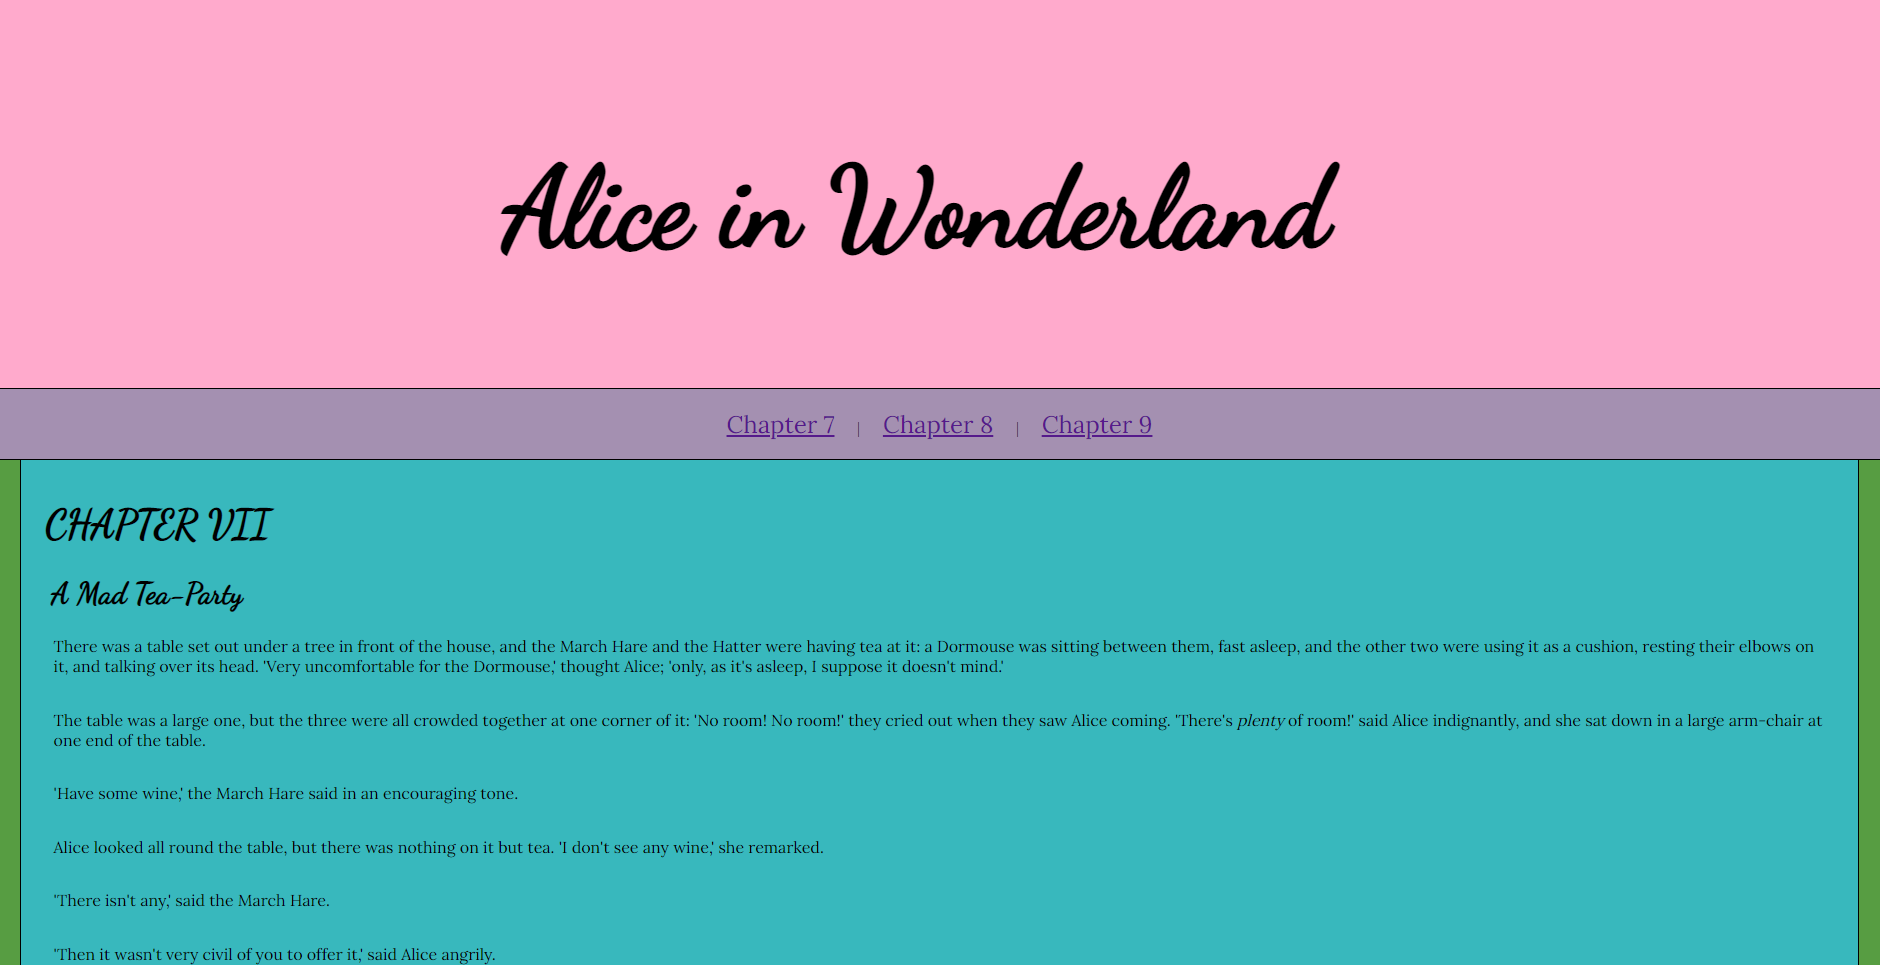 Alice in Wonderland
Chapter 7 | Chapter 8 | Chapter 9
CHAPTER VII
A Mad Tea-Party
There was a table set out under a tree in front of the house, and the March Hare and the Hatter were having tea at it: a Dormouse was sitting between them, fast asleep, and the other two were using it as a cushion, resting their elbows on
it, and talking over its head. 'Very uncomfortable for the Dormouse,' thought Alice; 'only, as it's asleep, I suppose it doesn't mind.'
The table was a large one, but the three were all crowded together at one corner of it: 'No room! No room!' they cried out when they saw Alice coming. 'There's plenty of room!' said Alice indignantly, and she sat down in a large arm-chair at
one end of the table.
'Have some wine,' the March Hare said in an encouraging tone.
Alice looked all round the table, but there was nothing on it but tea. 'I don't see any wine,' she remarked.
'There isn't any,' said the March Hare.
'Then it wasn't very civil of you to offer it,' said Alice angrily.